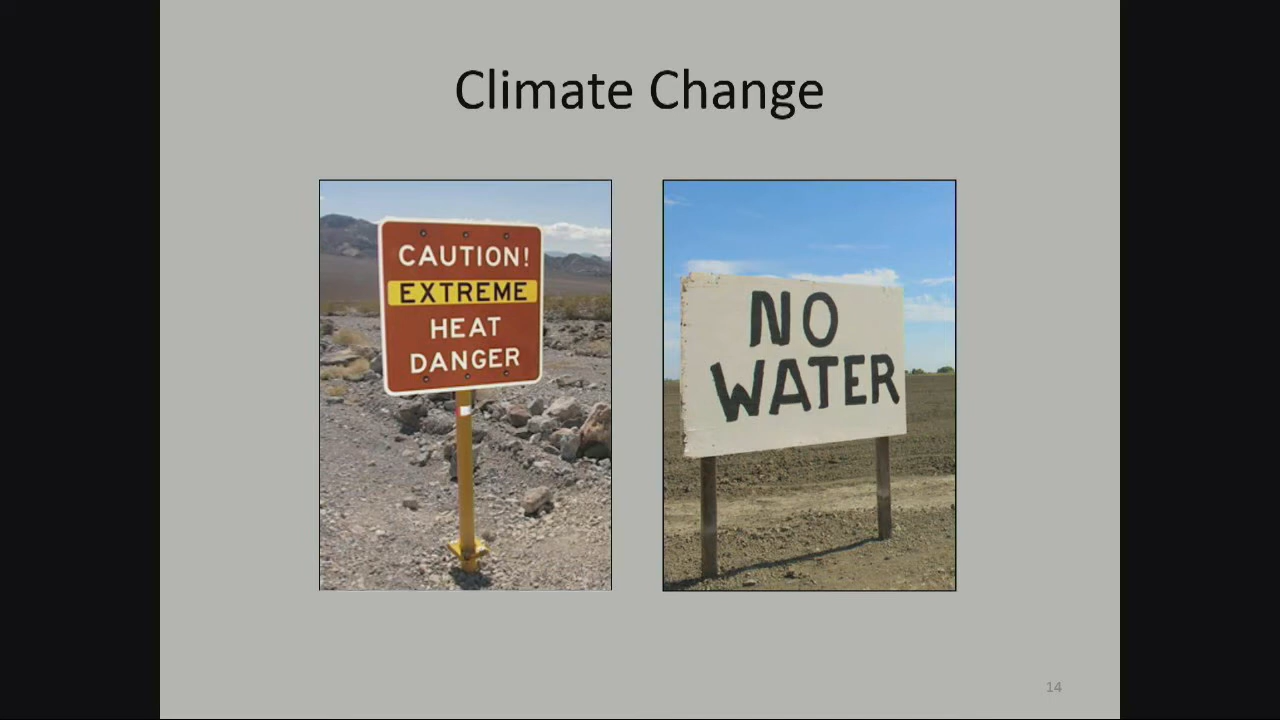 Climate Change
CAUTION!
EXTREME
HEAT
DANGER
NO
WATER
14